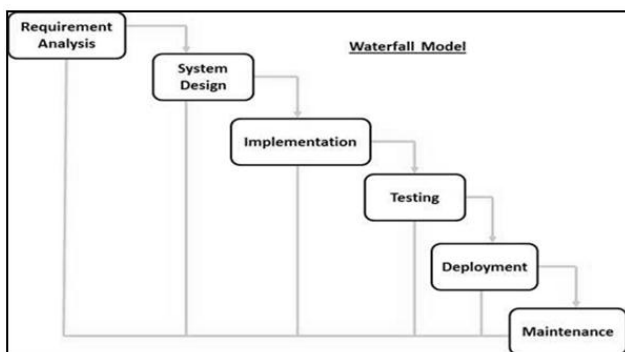 Requirement
Analysis
Waterfall Model
System
Design
Implementation
Testing
Deployment
Maintenance